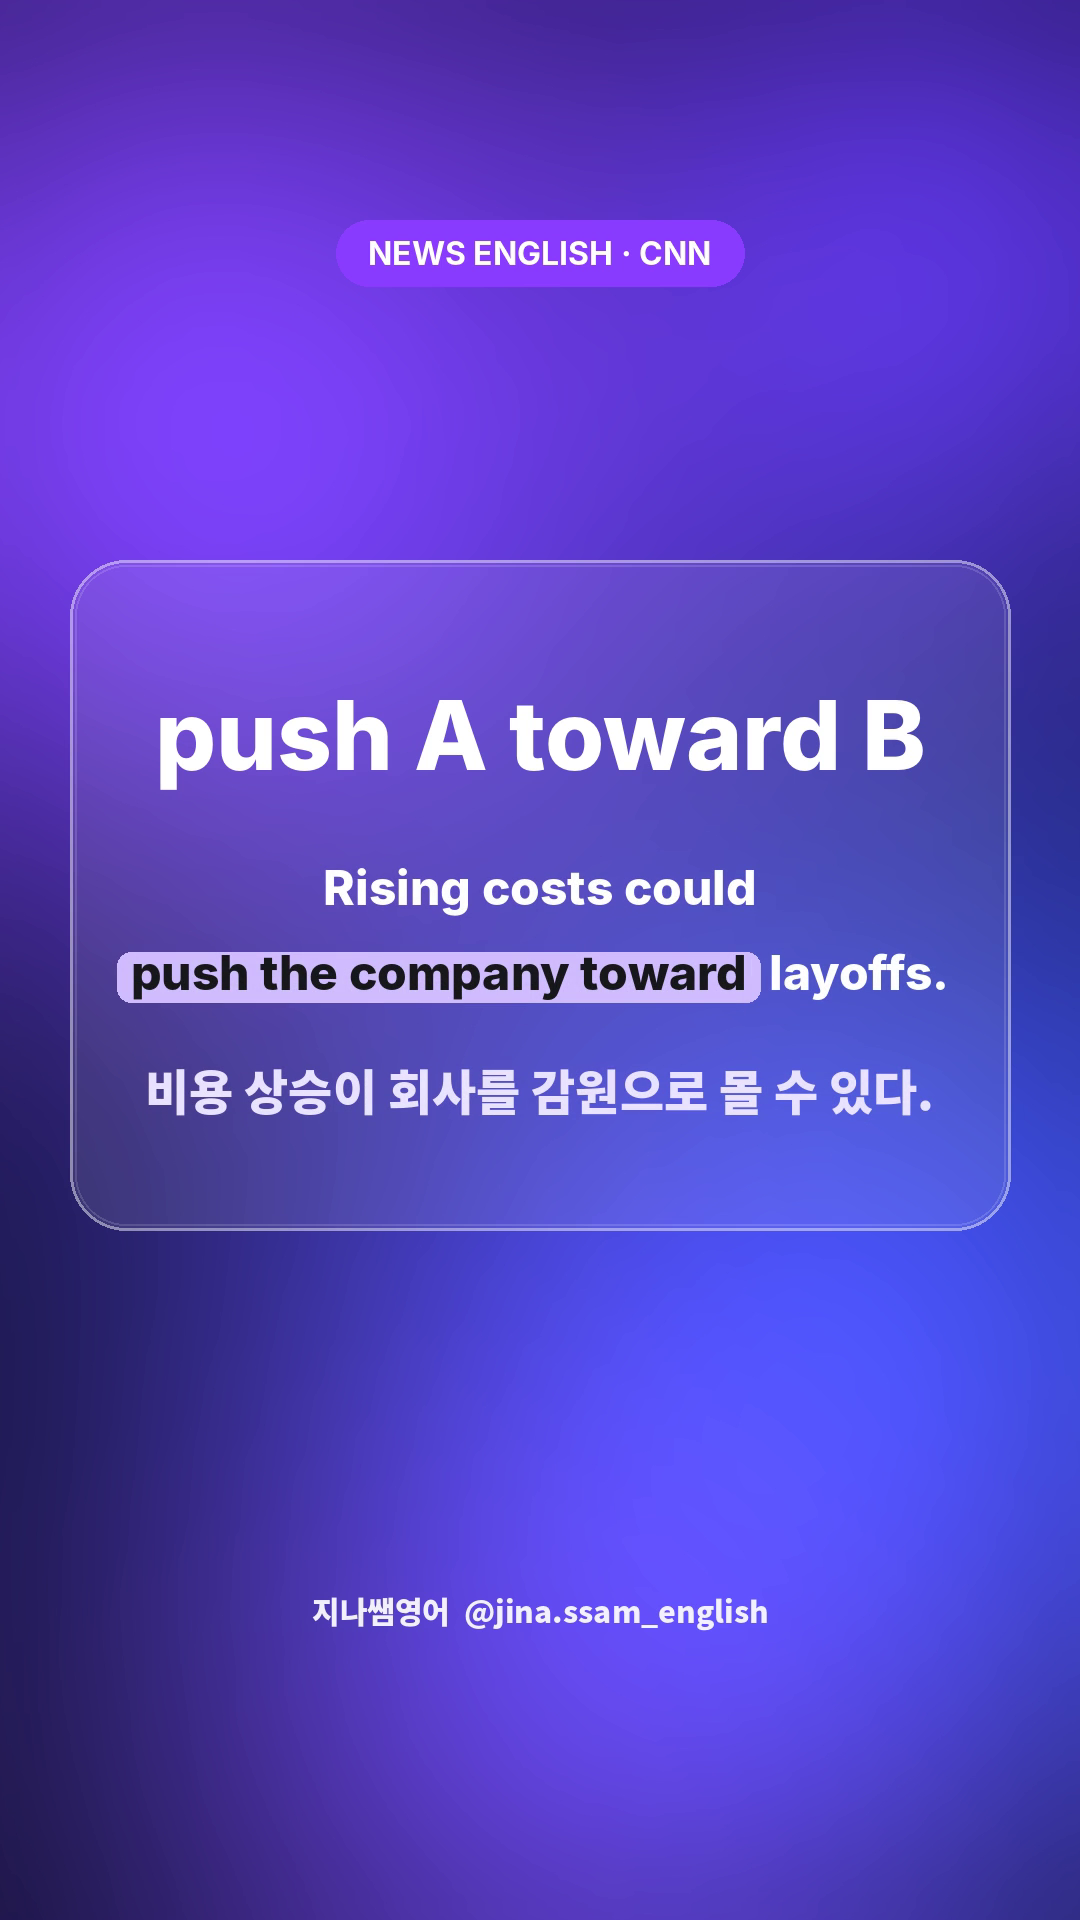 NEWS ENGLISH · CNN
push A toward B
Rising costs could
push the company toward layoffs.
비용 상승이 회사를 감원으로 몰 수 있다.
지나쌤영어 @jina.ssam_english